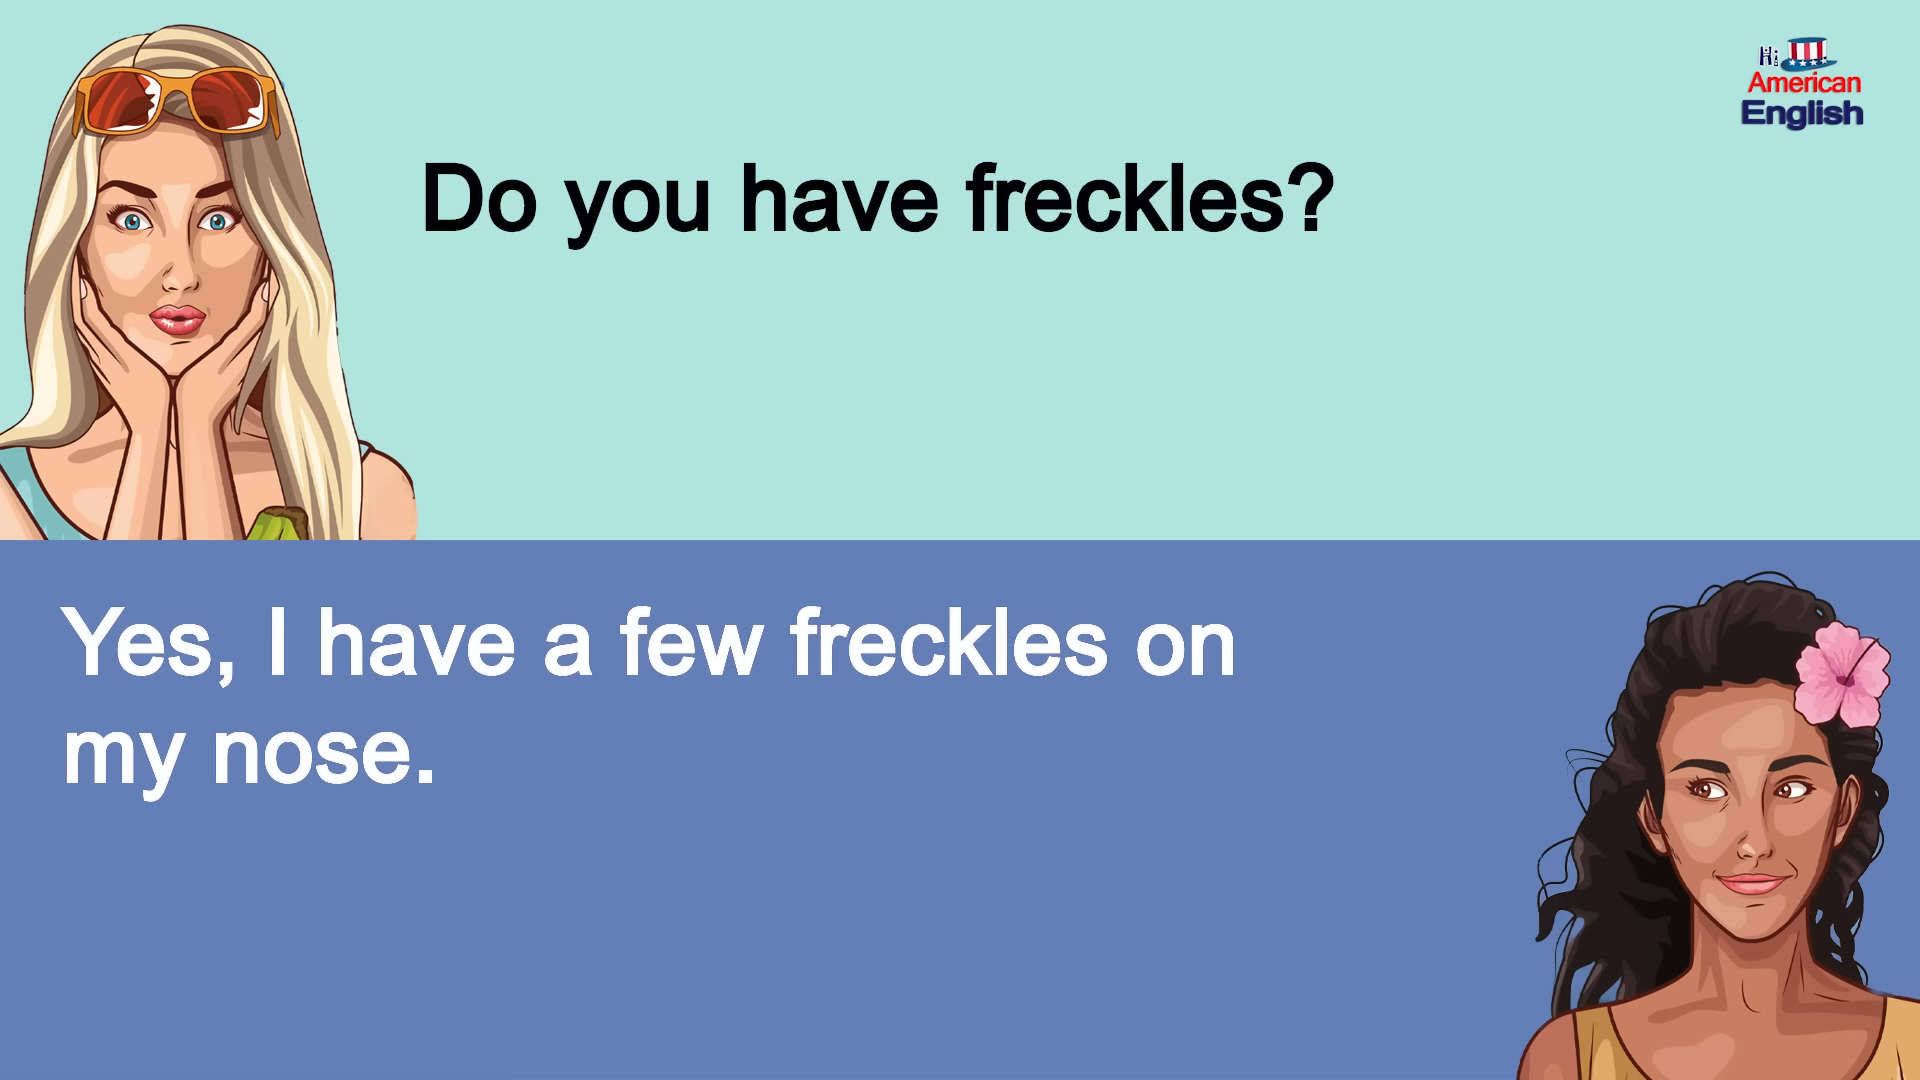 Hi
American
English
Do you have freckles?
Yes, I have a few freckles on
my nose.